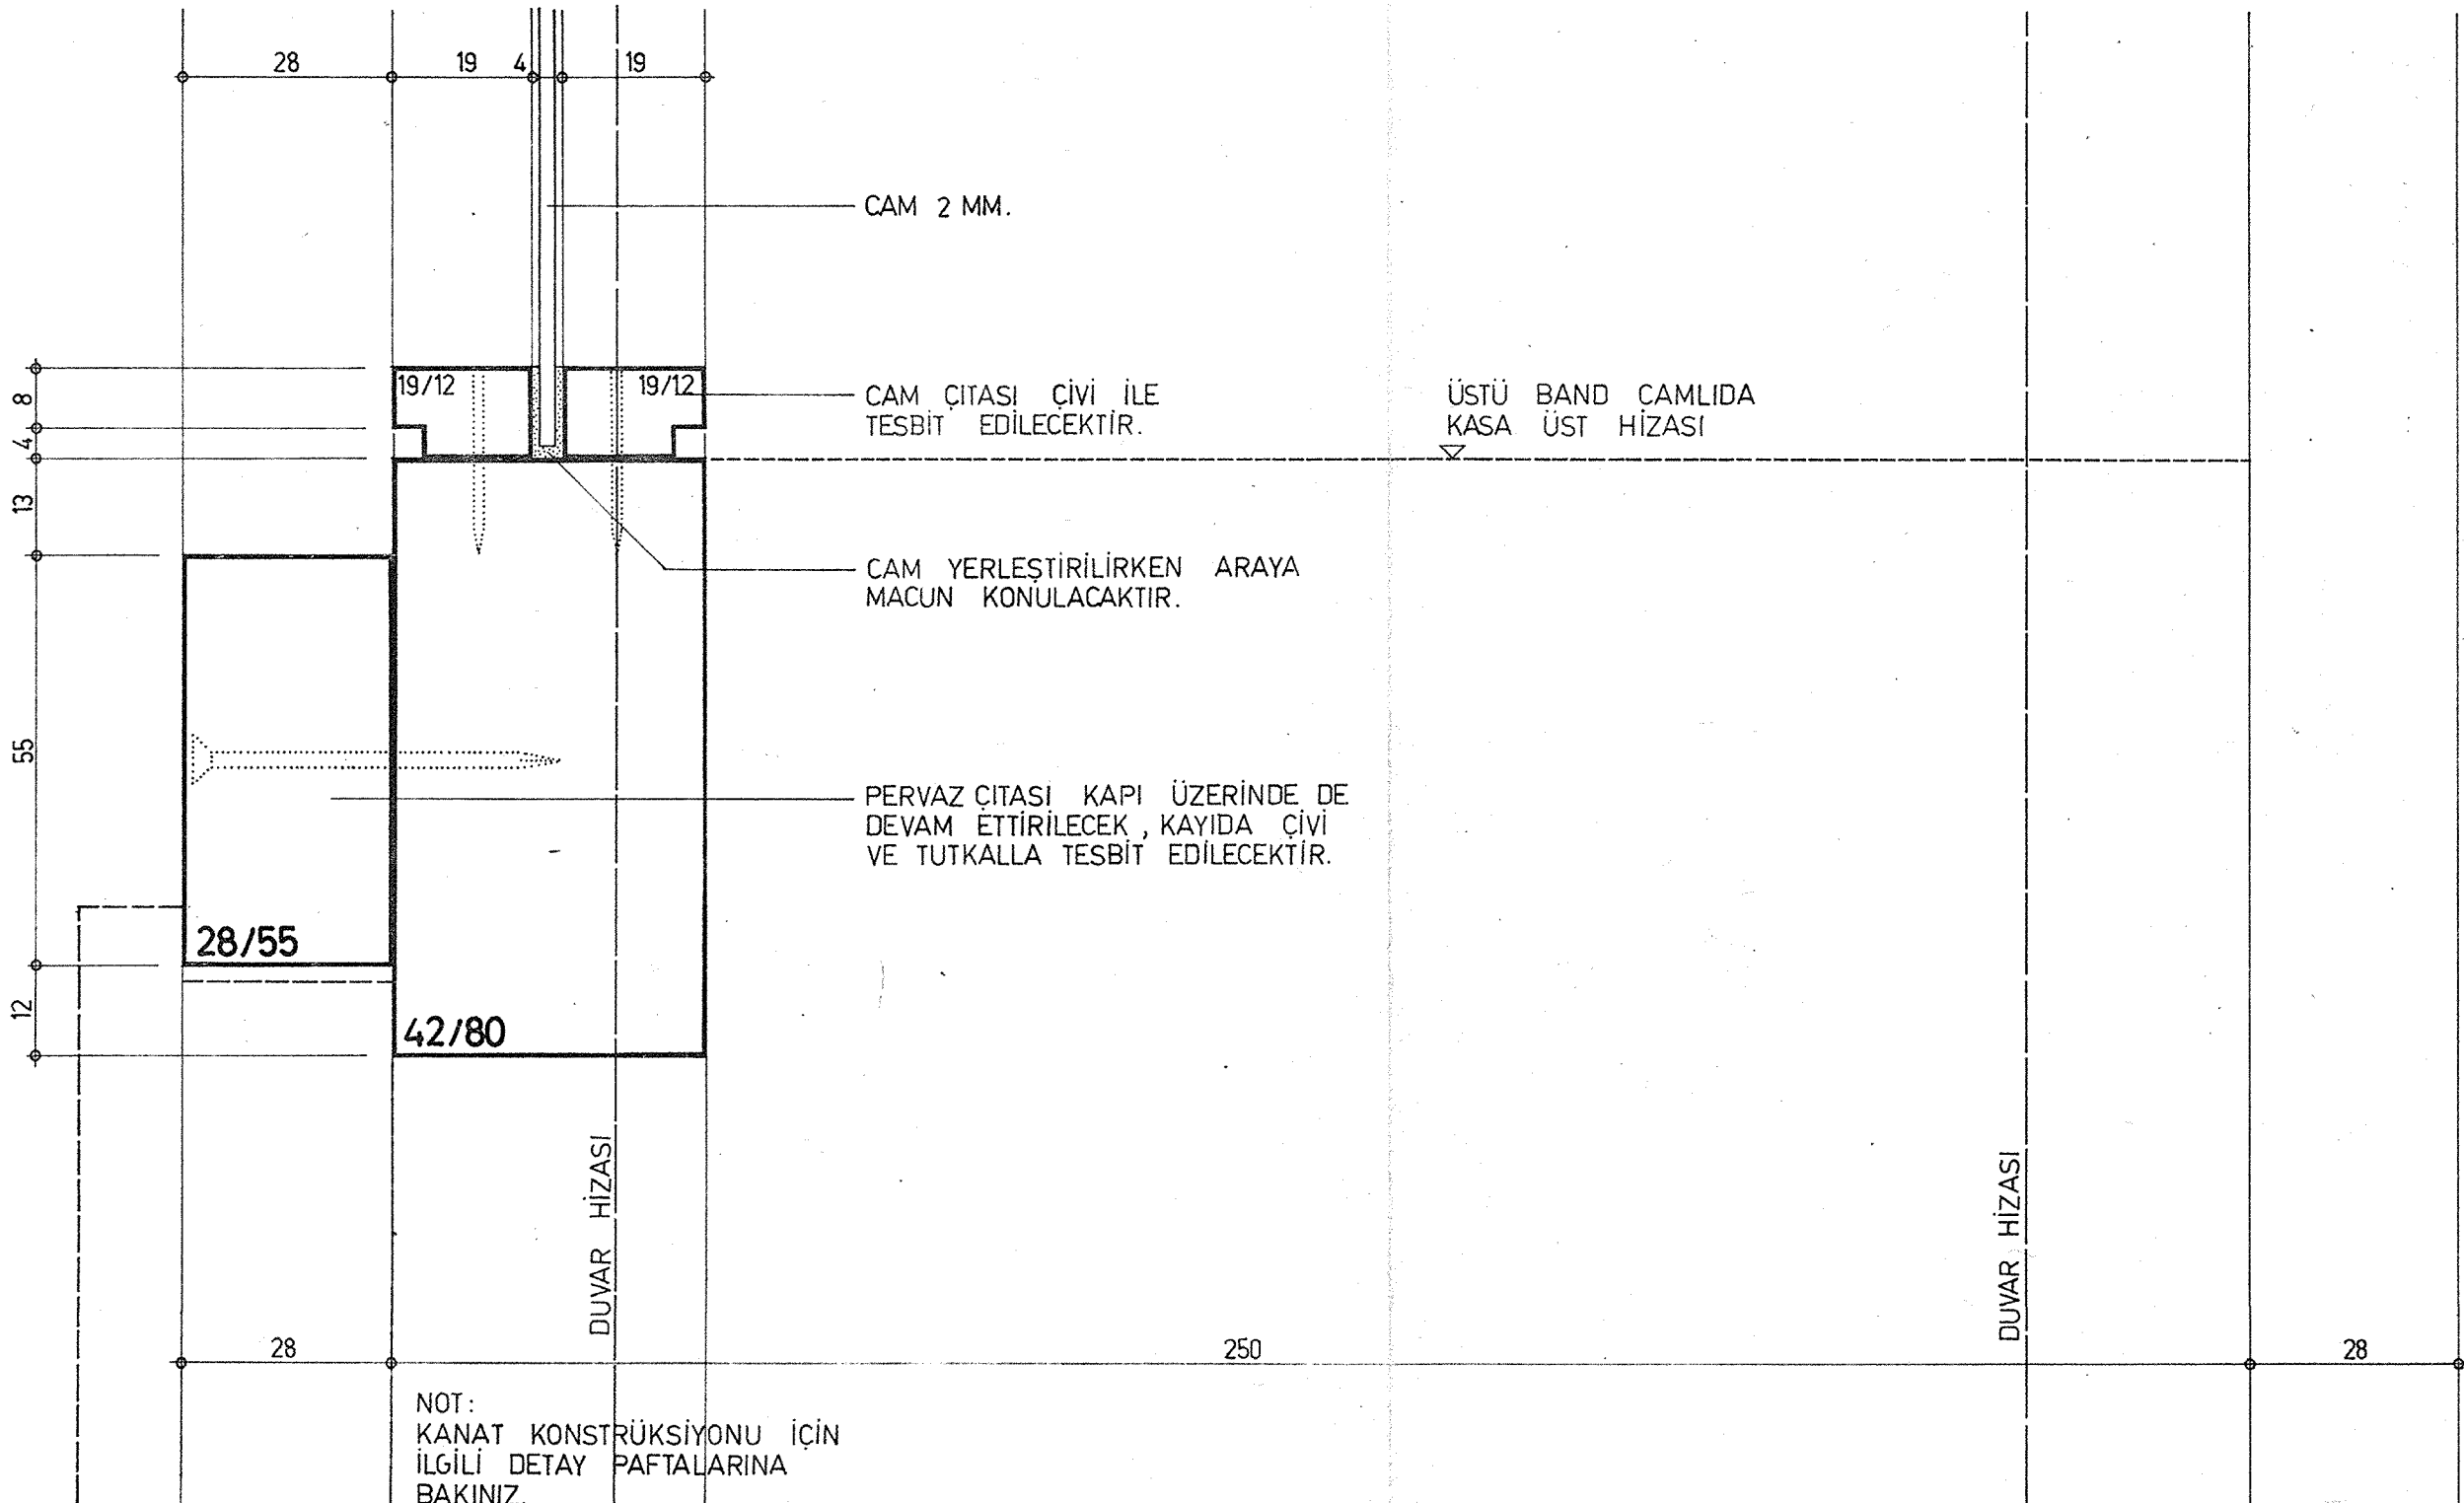 28
19
4
19
CAM 2 MM.
8
4
13
55
12
19/12
19/12
CAM ÇITASI ÇİVİ İLE
TESBİT EDİLECEKTİR.
ÜSTÜ BAND CAMLIDA
KASA ÜST HİZASI
CAM YERLEŞTİRİLİRKEN ARAYA
MACUN KONULACAKTIR.
PERVAZ ÇITASI KAPI ÜZERİNDE DE
DEVAM ETTİRİLECEK , KAYIDA ÇİVİ
VE TUTKALLA TESBİT EDİLECEKTİR.
28/55
42/80
DUVAR HİZASI
DUVAR HİZASI
28
250
28
NOT:
KANAT KONSTRÜKSİYONU İÇİN
İLGİLİ DETAY PAFTALARINA
BAKINIZ.